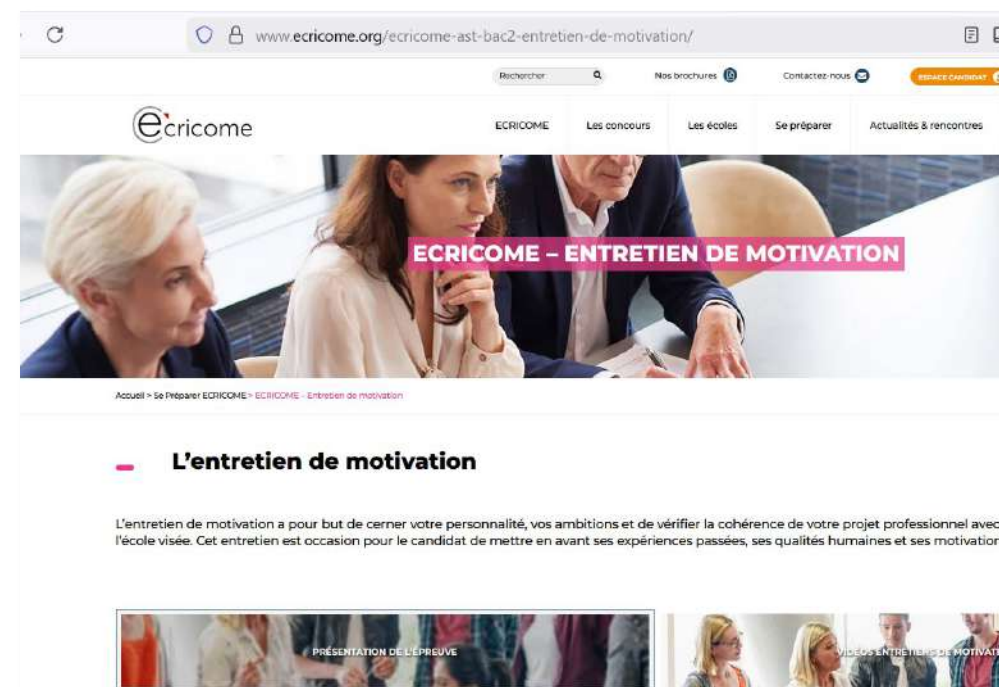 www.ecricome.org/ecricome-ast-bac2-entretien-de-motivation/
Rechercher Nos brochures Contactez-nous ESPACE CANDIDAT
ecricome ECRICOME Les concours Les écoles Se préparer Actualités & rencontres
ECRICOME – ENTRETIEN DE MOTIVATION
Accueil > Se Préparer ECRICOME > ECRICOME – Entretien de motivation
L'entretien de motivation
L'entretien de motivation a pour but de cerner votre personnalité, vos ambitions et de vérifier la cohérence de votre projet professionnel avec
l'école visée. Cet entretien est occasion pour le candidat de mettre en avant ses expériences passées, ses qualités humaines et ses motivation
PRÉSENTATION DE L'ÉPREUVE VIDÉOS ENTRETIENS DE MOTIVATI